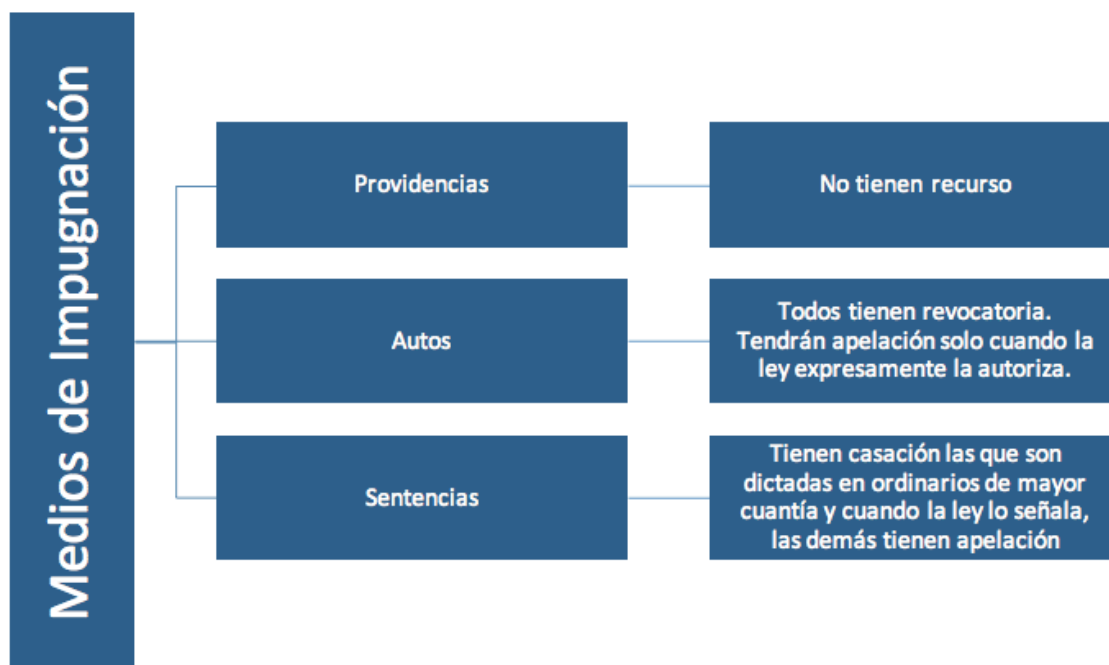 Medios de Impugnación
Providencias
No tienen recurso
Autos
Todos tienen revocatoria.
Tendrán apelación solo cuando la
ley expresamente la autoriza.
Sentencias
Tienen casación las que son
dictadas en ordinarios de mayor
cuantía y cuando la ley lo señala,
las demás tienen apelación